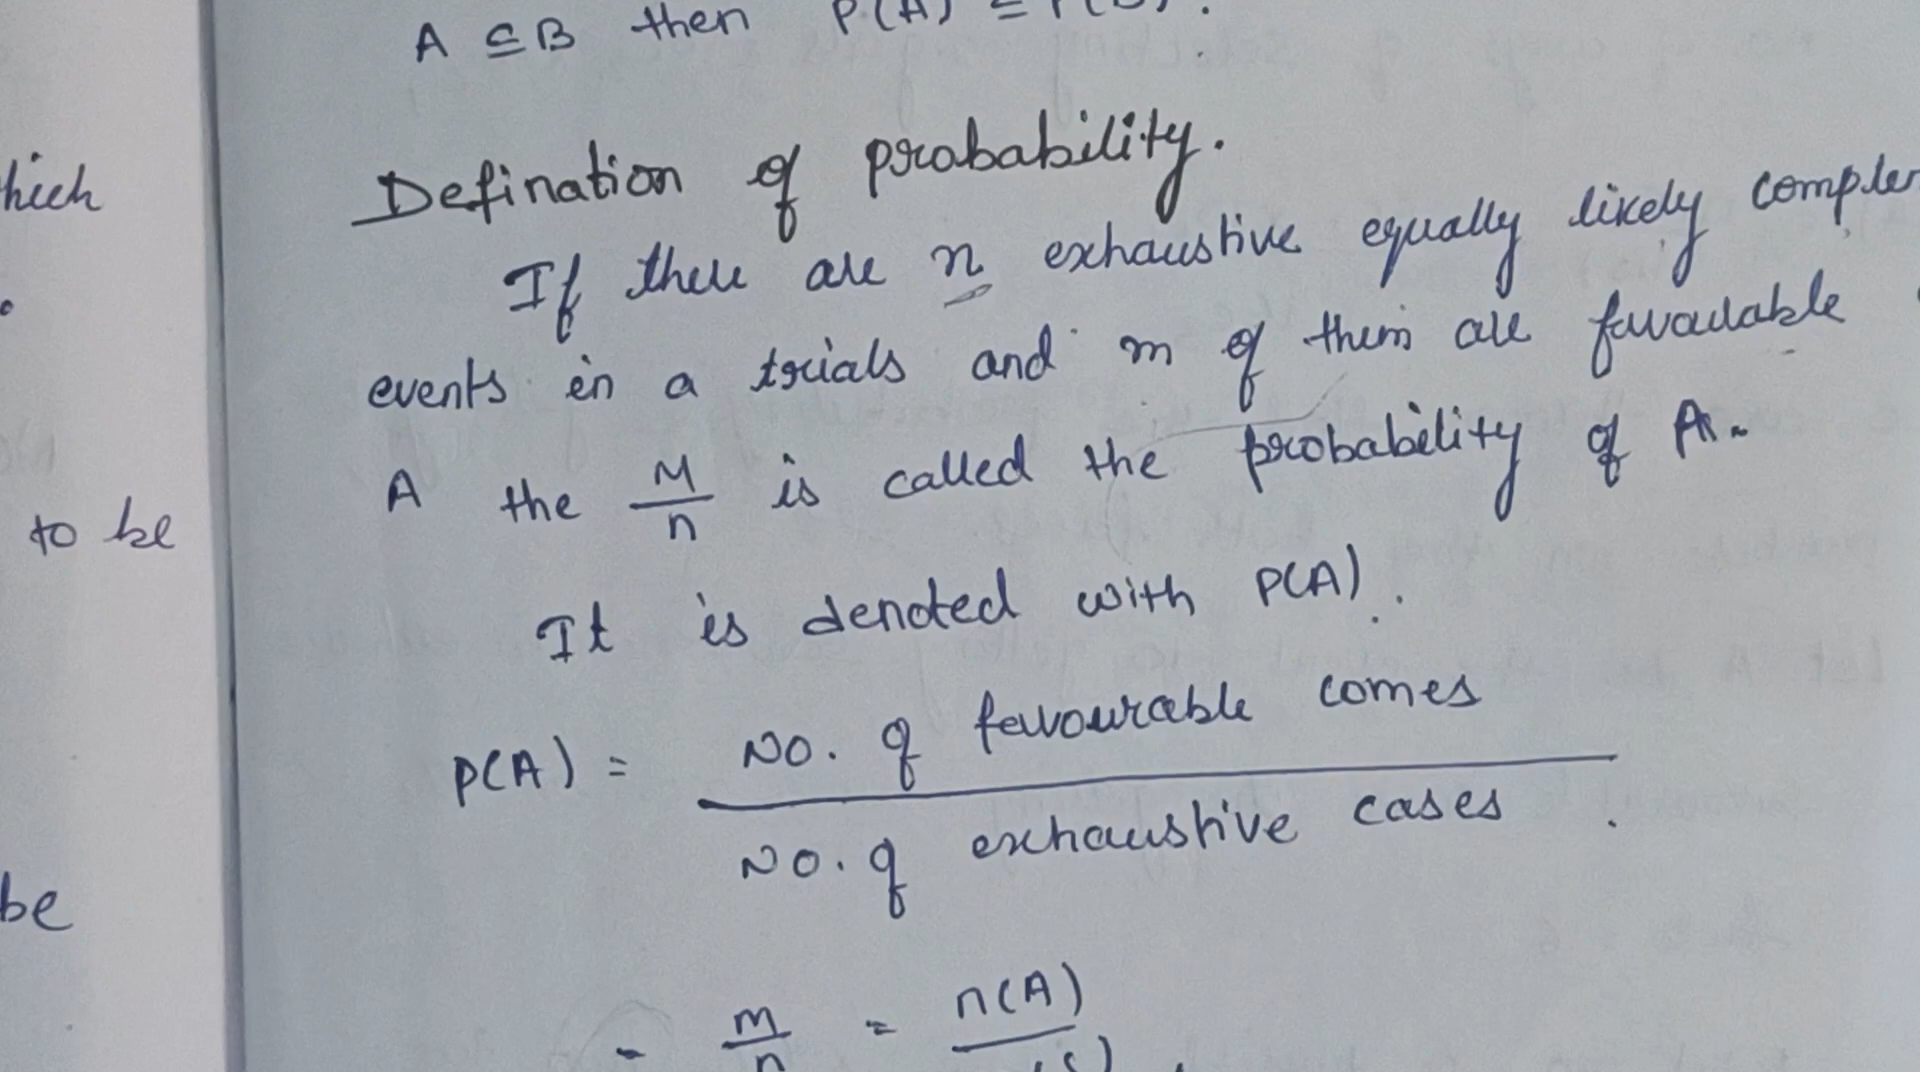 A ⊆ B then P(A)
Defination of probability.
If there are n exhaustive equally likely
events in a trials and m of them are favourable
A the M/n is called the probability of A.
It is denoted with P(A).
P(A) = No. of favourable comes
No. of exhaustive cases.
= m/n = n(A)
hich
to be
be